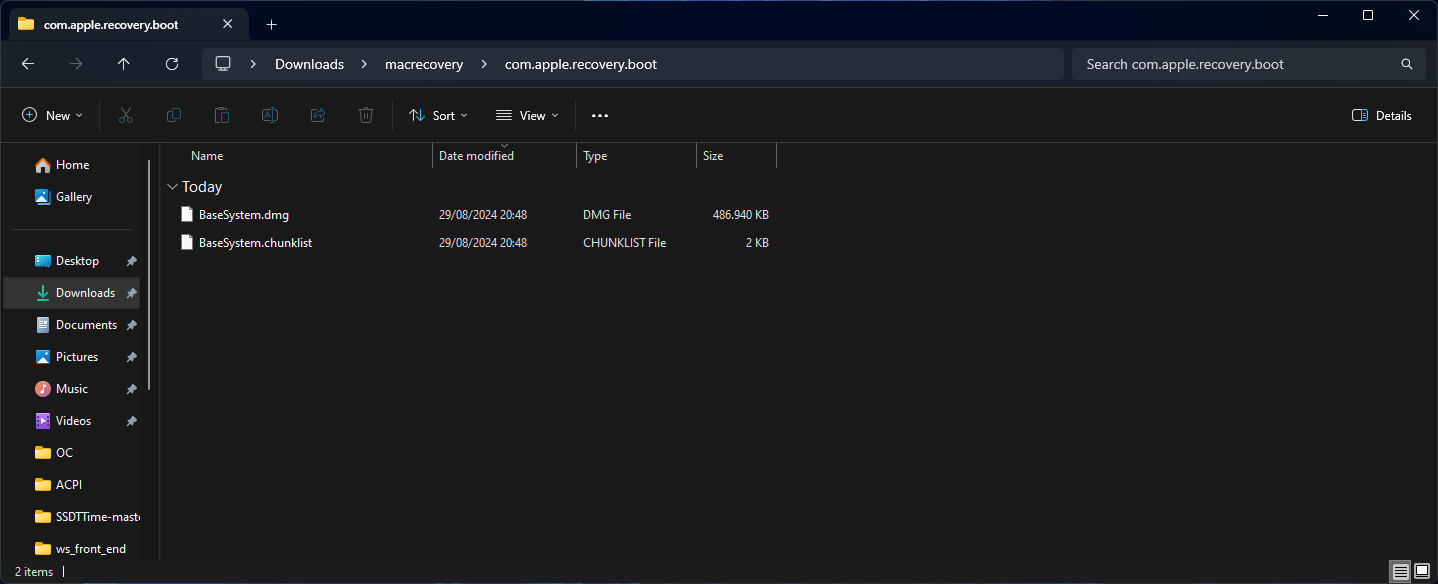 com.apple.recovery.boot
Downloads macrecovery com.apple.recovery.boot Search com.apple.recovery.boot
New Sort View Details
Name Date modified Type Size
Today
BaseSystem.dmg 29/08/2024 20:48 DMG File 486.940 KB
BaseSystem.chunklist 29/08/2024 20:48 CHUNKLIST File 2 KB
Home
Gallery
Desktop
Downloads
Documents
Pictures
Music
Videos
OC
ACPI
SSDTTime-maste
ws_front_end
2 items